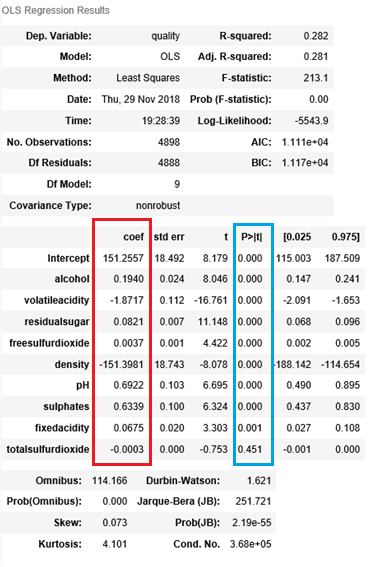 OLS Regression Results
Dep. Variable: quality R-squared: 0.282
Model: OLS Adj. R-squared: 0.281
Method: Least Squares F-statistic: 213.1
Date: Thu, 29 Nov 2018 Prob (F-statistic): 0.00
Time: 19:28:39 Log-Likelihood: -5543.9
No. Observations: 4898 AIC: 1.111e+04
Df Residuals: 4888 BIC: 1.117e+04
Df Model: 9
Covariance Type: nonrobust
coef std err t P>|t| [0.025 0.975]
Intercept 151.2557 18.492 8.179 0.000 115.003 187.509
alcohol 0.1940 0.024 8.046 0.000 0.147 0.241
volatileacidity -1.8717 0.112 -16.761 0.000 -2.091 -1.653
residualsugar 0.0821 0.007 11.148 0.000 0.068 0.096
freesulfurdioxide 0.0037 0.001 4.422 0.000 0.002 0.005
density -151.3981 18.743 -8.078 0.000 -188.142 -114.654
pH 0.6922 0.103 6.695 0.000 0.490 0.895
sulphates 0.6339 0.100 6.324 0.000 0.437 0.830
fixedacidity 0.0675 0.020 3.303 0.001 0.027 0.108
totalsulfurdioxide -0.0003 0.000 -0.753 0.451 -0.001 0.000
Omnibus: 114.166 Durbin-Watson: 1.621
Prob(Omnibus): 0.000 Jarque-Bera (JB): 251.721
Skew: 0.073 Prob(JB): 2.19e-55
Kurtosis: 4.101 Cond. No. 3.68e+05